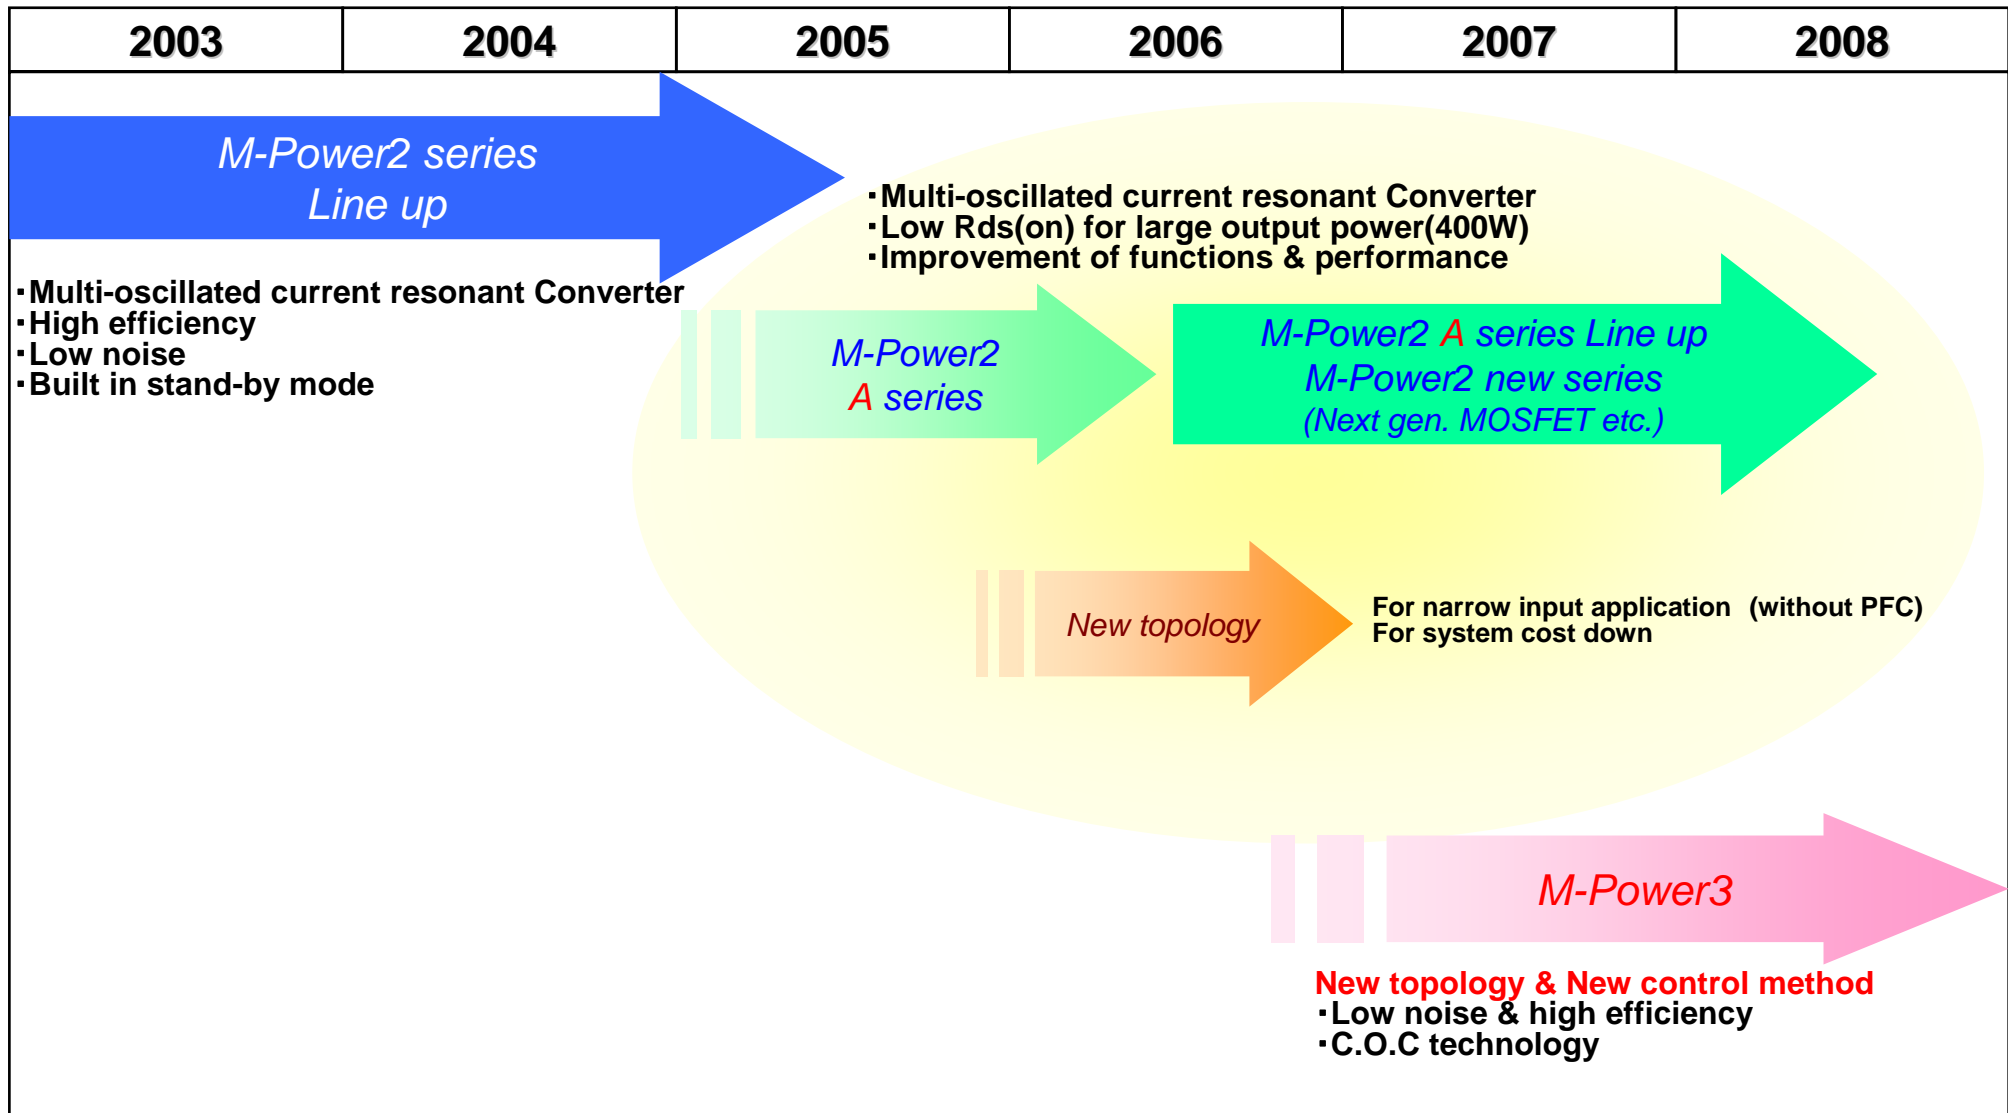 2003 2004 2005 2006 2007 2008
M-Power2 series
Line up
・Multi-oscillated current resonant Converter
・High efficiency
・Low noise
・Built in stand-by mode
・Multi-oscillated current resonant Converter
・Low Rds(on) for large output power(400W)
・Improvement of functions & performance
M-Power2
A series
M-Power2 A series Line up
M-Power2 new series
(Next gen. MOSFET etc.)
New topology
For narrow input application (without PFC)
For system cost down
M-Power3
New topology & New control method
・Low noise & high efficiency
・C.O.C technology